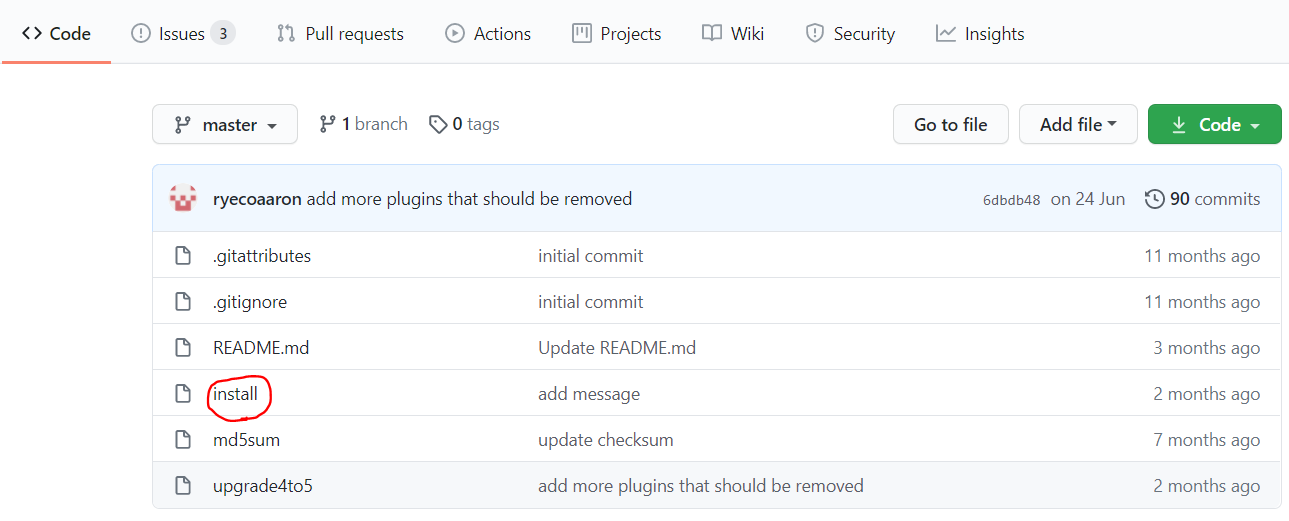 Code Issues 3 Pull requests Actions Projects Wiki Security Insights
master 1 branch 0 tags Go to file Add file Code
ryecoaaron add more plugins that should be removed 6dbdb48 on 24 Jun 90 commits
.gitattributes initial commit 11 months ago
.gitignore initial commit 11 months ago
README.md Update README.md 3 months ago
install add message 2 months ago
md5sum update checksum 7 months ago
upgrade4to5 add more plugins that should be removed 2 months ago